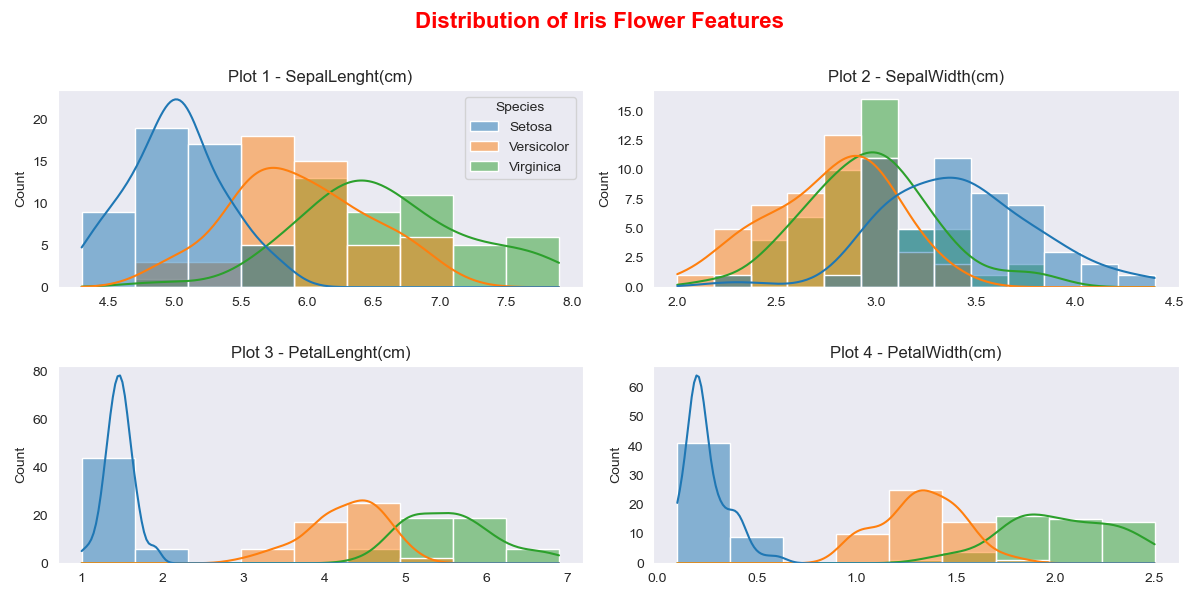 Distribution of Iris Flower Features
Plot 1 - SepalLenght(cm)
Count
20
15
10
5
0
4.5 5.0 5.5 6.0 6.5 7.0 7.5 8.0
Species
Setosa
Versicolor
Virginica
Plot 2 - SepalWidth(cm)
Count
15.0
12.5
10.0
7.5
5.0
2.5
0.0
2.0 2.5 3.0 3.5 4.0 4.5
Plot 3 - PetalLenght(cm)
Count
80
60
40
20
0
1 2 3 4 5 6 7
Plot 4 - PetalWidth(cm)
Count
60
50
40
30
20
10
0
0.0 0.5 1.0 1.5 2.0 2.5